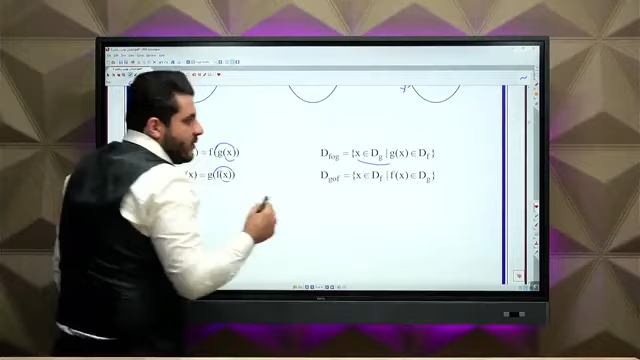 ) = f(g(x)) D_fog = {x ∈ D_g | g(x) ∈ D_f}
(x) = g(f(x)) D_gof = {x ∈ D_f | f(x) ∈ D_g}